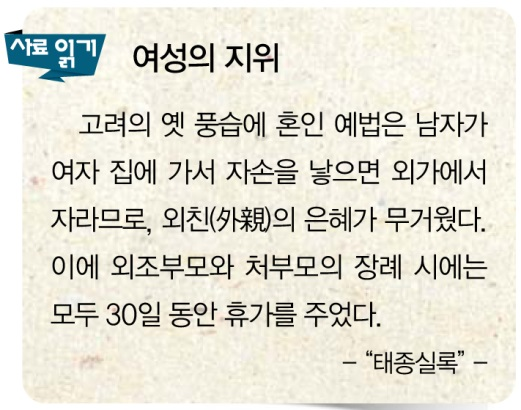 사료 읽기
여성의 지위
고려의 옛 풍습에 혼인 예법은 남자가
여자 집에 가서 자손을 낳으면 외가에서
자라므로, 외친(外親)의 은혜가 무거웠다.
이에 외조부모와 처부모의 장례 시에는
모두 30일 동안 휴가를 주었다.
– “태종실록” –